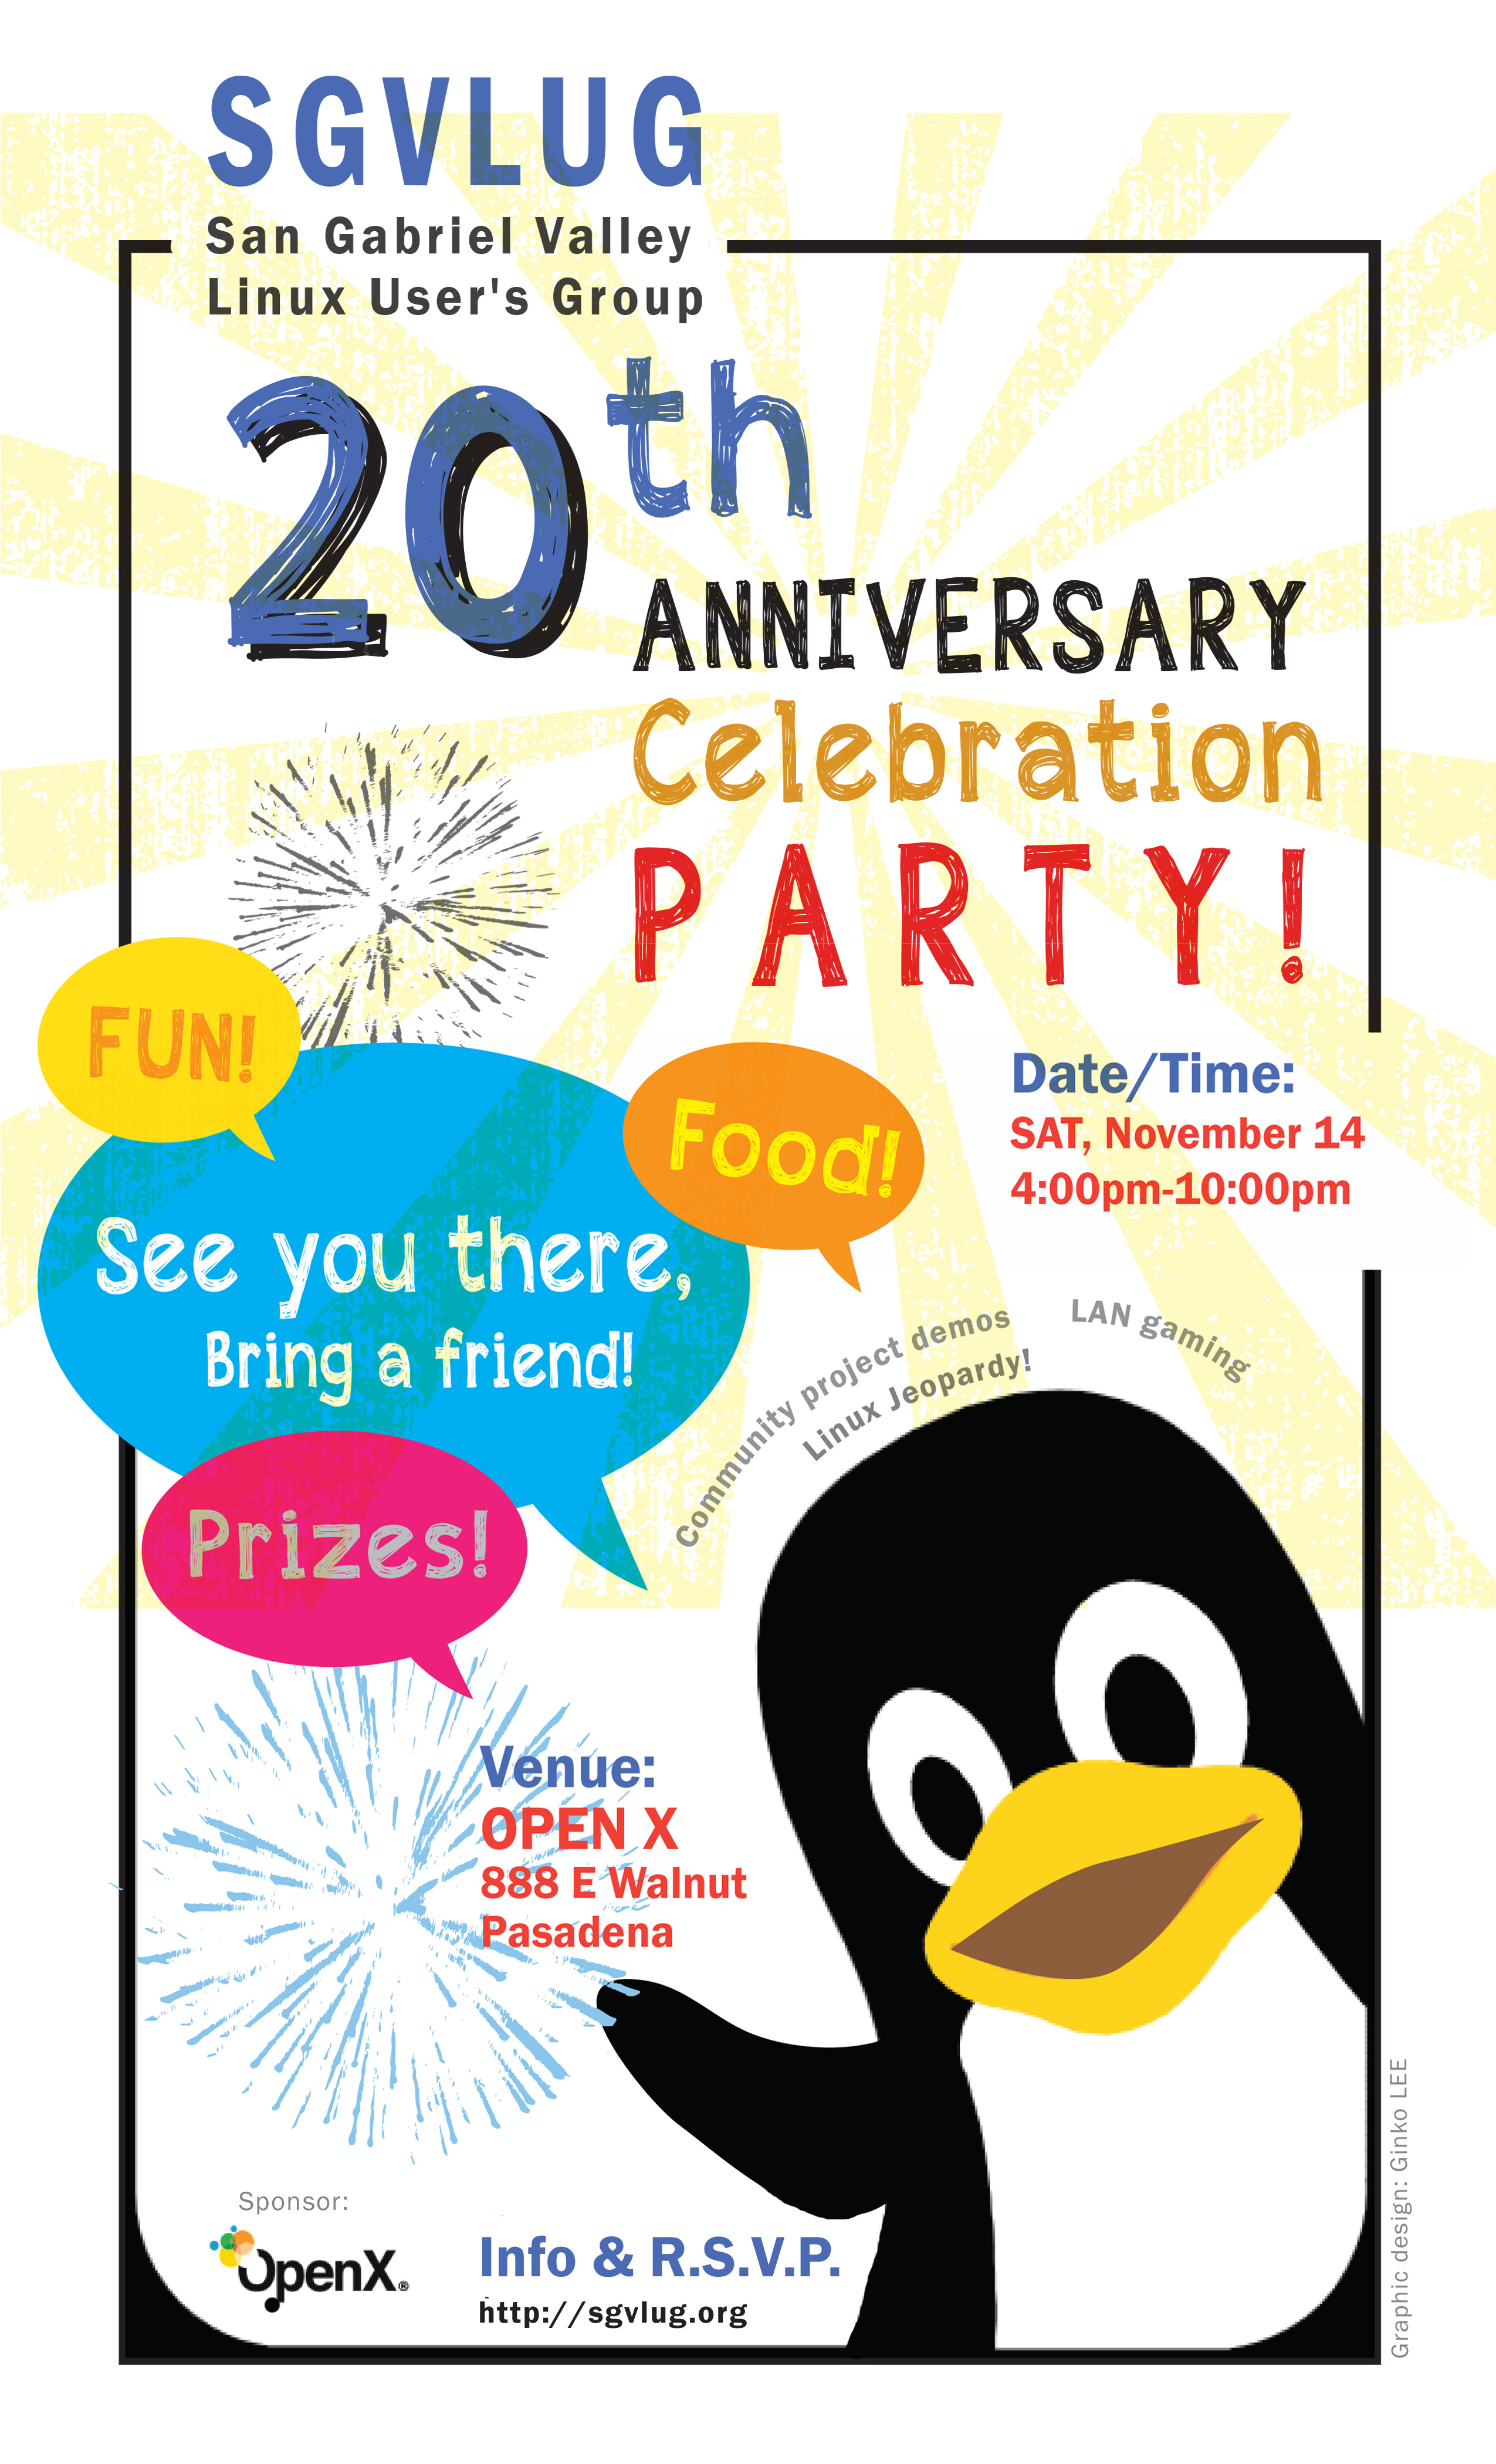 SGVLUG
San Gabriel Valley
Linux User's Group
20th
ANNIVERSARY
Celebration
PARTY!
FUN!
Food!
See you there,
Bring a friend!
Prizes!
Date/Time:
SAT, November 14
4:00pm-10:00pm
Community project demos
Linux Jeopardy!
LAN gaming
Venue:
OPEN X
888 E Walnut
Pasadena
Sponsor:
OpenX®
Info & R.S.V.P.
http://sgvlug.org
Graphic design: Ginko LEE